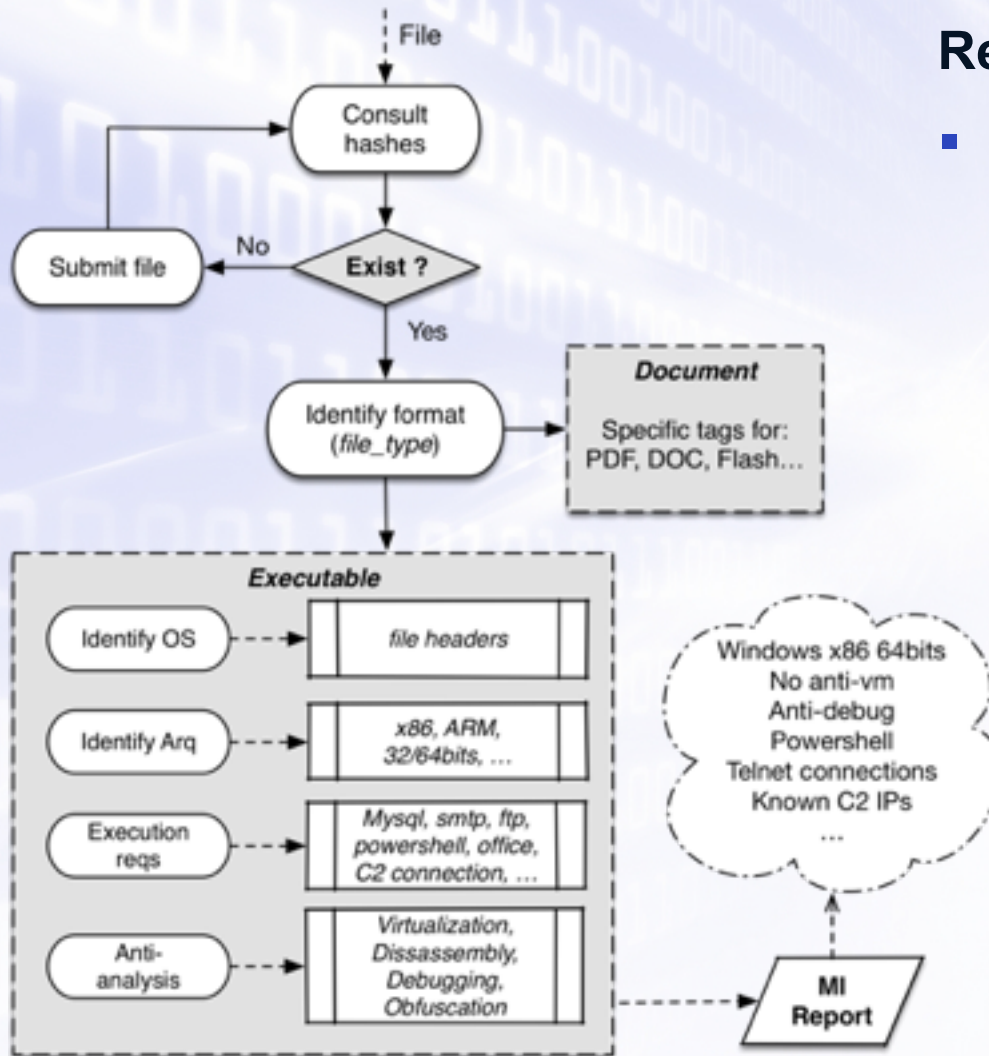 File
Re
Consult
hashes
Submit file
No
Exist ?
Yes
Identify format
(file_type)
Document
Specific tags for:
PDF, DOC, Flash...
Executable
Identify OS
file headers
Identify Arq
x86, ARM,
32/64bits, ...
Execution
reqs
Mysql, smtp, ftp,
powershell, office,
C2 connection, ...
Anti-
analysis
Virtualization,
Dissassembly,
Debugging,
Obfuscation
Windows x86 64bits
No anti-vm
Anti-debug
Powershell
Telnet connections
Known C2 IPs
...
MI
Report